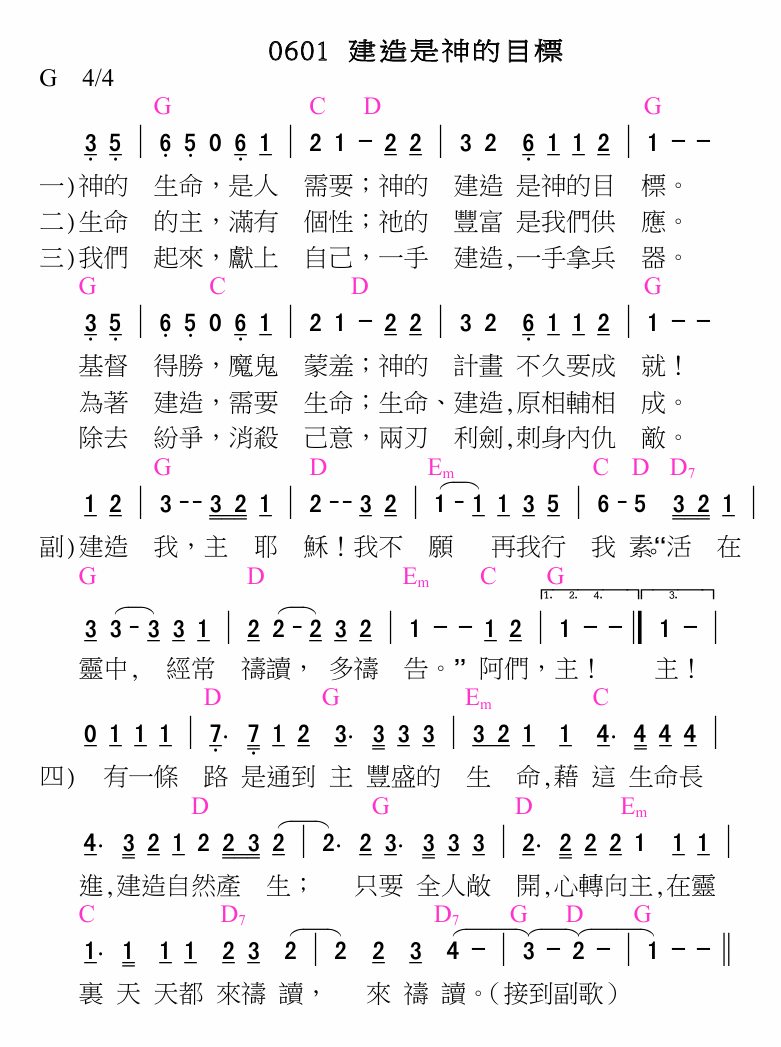 0601 建造是神的目標
G 4/4
G C D G
3 5 | 6 5 0 6 1 | 2 1 - 2 2 | 3 2 6 1 1 2 | 1 - -
一)神的 生命，是人 需要；神的 建造 是神的目 標。
二)生命 的主，滿有 個性；祂的 豐富 是我們供 應。
三)我們 起來，獻上 自己，一手 建造,一手拿兵 器。
G C D G
3 5 | 6 5 0 6 1 | 2 1 - 2 2 | 3 2 6 1 1 2 | 1 - -
基督 得勝，魔鬼 蒙羞；神的 計畫 不久要成 就！
為著 建造，需要 生命；生命、建造,原相輔相 成。
除去 紛爭，消殺 己意，兩刃 利劍,刺身內仇 敵。
G D Em C D D7
1 2 | 3 - - 3 2 1 | 2 - - 3 2 | 1 - 1 1 3 5 | 6 - 5 3 2 1 |
副)建造 我，主 耶 穌！我不 願 再我行 我 素。“活 在
G D Em C G
1. 2. 4. 3.
3 3 - 3 3 1 | 2 2 - 2 3 2 | 1 - - 1 2 | 1 - - || 1 - |
靈中, 經常 禱讀， 多禱 告。” 阿們，主！ 主！
D G Em C
0 1 1 1 | 7. 7 1 2 3. 3 3 3 | 3 2 1 1 4. 4 4 4 |
四) 有一條 路 是通到 主 豐盛的 生 命,藉 這 生命長
D G D Em
4. 3 2 1 2 2 3 2 | 2. 2 3. 3 3 3 | 2. 2 2 2 1 1 1 |
進,建造自然產 生； 只要 全人敞 開,心轉向主,在靈
C D7 D7 G D G
1. 1 1 1 2 3 2 | 2 2 3 4 - | 3 - 2 - | 1 - - ||
裏 天 天都 來禱 讀， 來 禱 讀。（接到副歌）